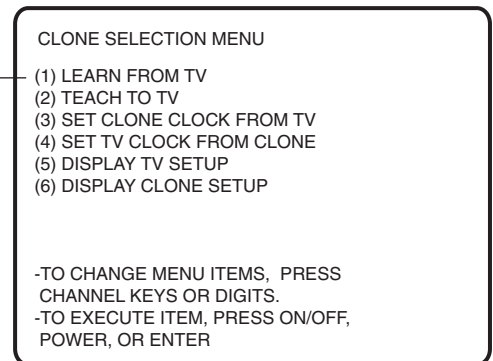 CLONE SELECTION MENU
(1) LEARN FROM TV
(2) TEACH TO TV
(3) SET CLONE CLOCK FROM TV
(4) SET TV CLOCK FROM CLONE
(5) DISPLAY TV SETUP
(6) DISPLAY CLONE SETUP
-TO CHANGE MENU ITEMS, PRESS
CHANNEL KEYS OR DIGITS.
-TO EXECUTE ITEM, PRESS ON/OFF,
POWER, OR ENTER